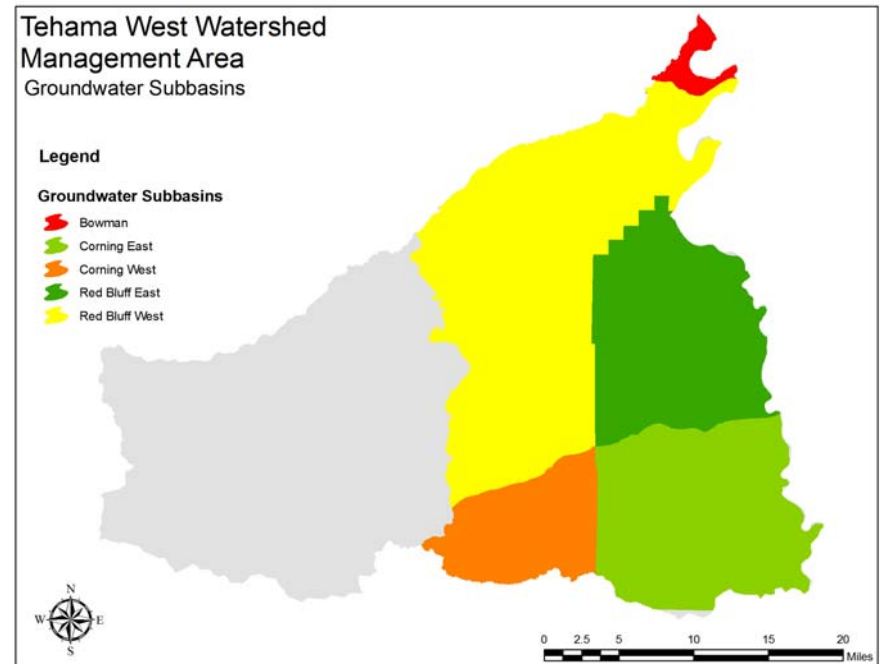 Tehama West Watershed
Management Area
Groundwater Subbasins
Legend
Groundwater Subbasins
Bowman
Corning East
Corning West
Red Bluff East
Red Bluff West
N
W E
S
0 2.5 5 10 15 20
Miles